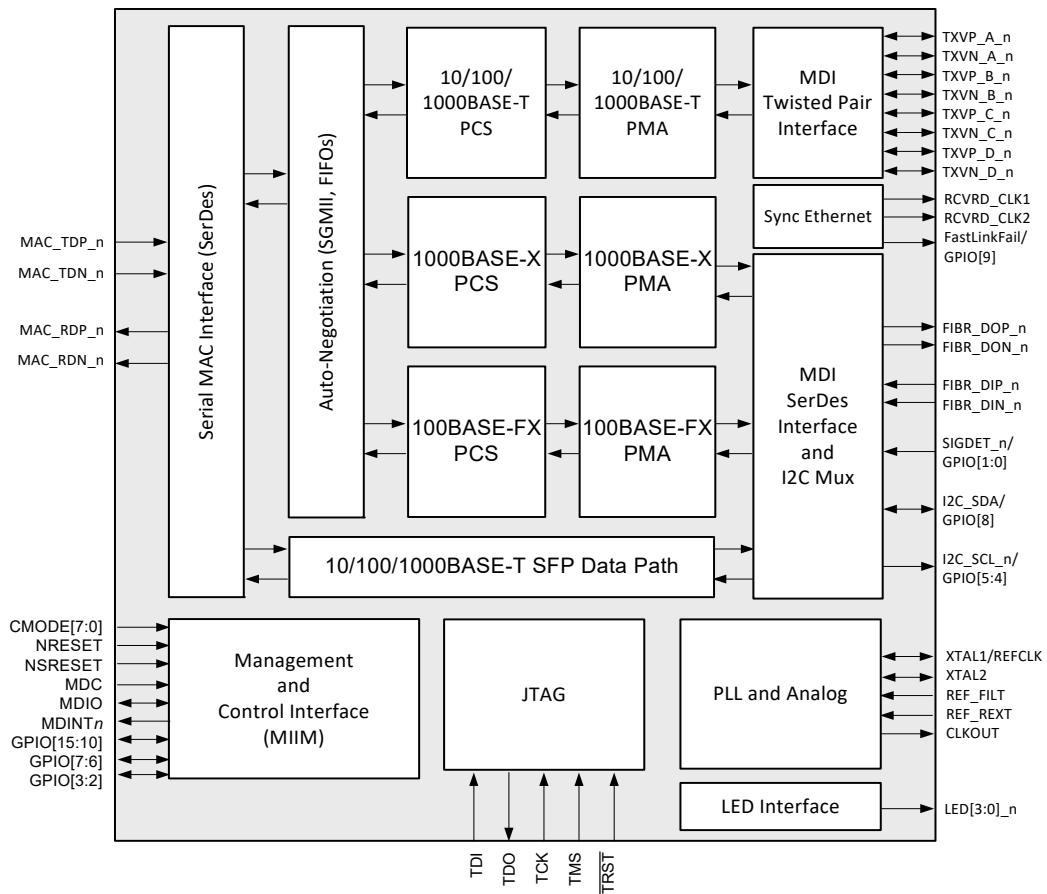 10/100/
1000BASE-T
PCS
10/100/
1000BASE-T
PMA
MDI
Twisted Pair
Interface
TXVP_A_n
TXVN_A_n
TXVP_B_n
TXVN_B_n
TXVP_C_n
TXVN_C_n
TXVP_D_n
TXVN_D_n
Sync Ethernet
RCVRD_CLK1
RCVRD_CLK2
FastLinkFail/
GPIO[9]
MAC_TDP_n
MAC_TDN_n
MAC_RDP_n
MAC_RDN_n
Serial MAC Interface (SerDes)
Auto-Negotiation (SGMII, FIFOs)
1000BASE-X
PCS
1000BASE-X
PMA
100BASE-FX
PCS
100BASE-FX
PMA
MDI
SerDes
Interface
and
I2C Mux
FIBR_DOP_n
FIBR_DON_n
FIBR_DIP_n
FIBR_DIN_n
SIGDET_n/
GPIO[1:0]
I2C_SDA/
GPIO[8]
I2C_SCL_n/
GPIO[5:4]
10/100/1000BASE-T SFP Data Path
CMODE[7:0]
NRESET
NSRESET
MDC
MDIO
MDINTn
GPIO[15:10]
GPIO[7:6]
GPIO[3:2]
Management
and
Control Interface
(MIIM)
JTAG
PLL and Analog
XTAL1/REFCLK
XTAL2
REF_FILT
REF_REXT
CLKOUT
LED Interface
LED[3:0]_n
TDI
TDO
TCK
TMS
TRST